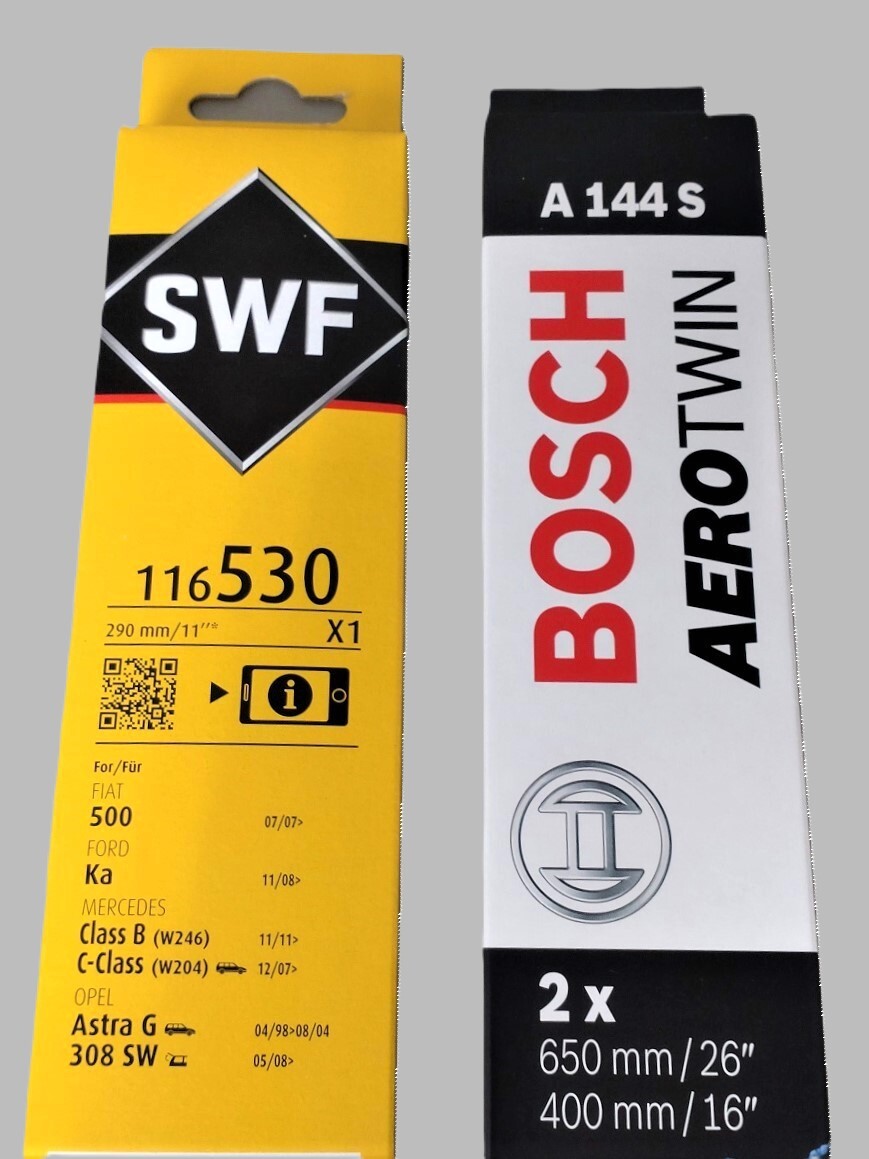 SWF
116530
290 mm/11″* X1
For/Für
FIAT
500 07/07>
FORD
Ka 11/08>
MERCEDES
Class B (W246) 11/11>
C-Class (W204) 12/07>
OPEL
Astra G 04/98>08/04
308 SW 05/08>
A 144 S
BOSCH
AEROTWIN
2 x
650 mm / 26″
400 mm / 16″